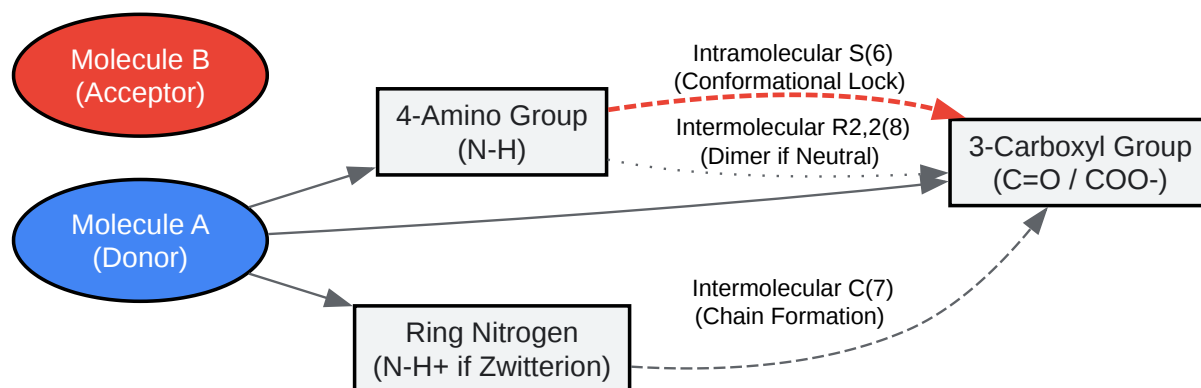 Molecule B
(Acceptor)
Molecule A
(Donor)
4-Amino Group
(N-H)
Ring Nitrogen
(N-H+ if Zwitterion)
Intramolecular S(6)
(Conformational Lock)
Intermolecular R2,2(8)
(Dimer if Neutral)
Intermolecular C(7)
(Chain Formation)
3-Carboxyl Group
(C=O / COO-)